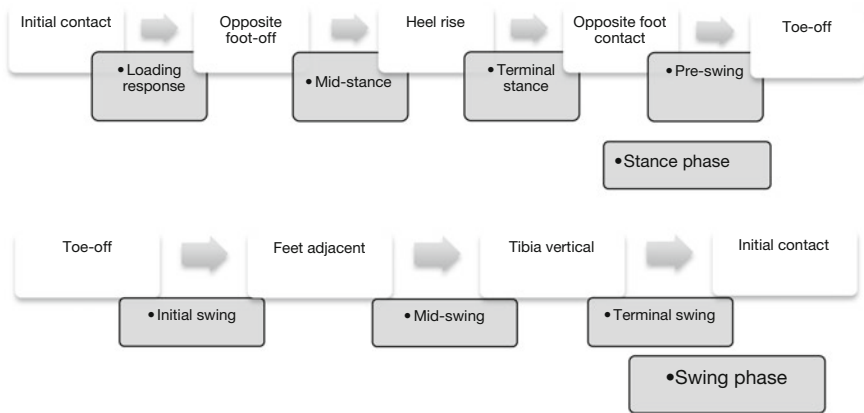 Initial contact
Opposite
foot-off
Heel rise
Opposite foot
contact
Toe-off
• Loading
response
• Mid-stance
• Terminal
stance
• Pre-swing
• Stance phase
Toe-off
Feet adjacent
Tibia vertical
Initial contact
• Initial swing
• Mid-swing
• Terminal swing
• Swing phase